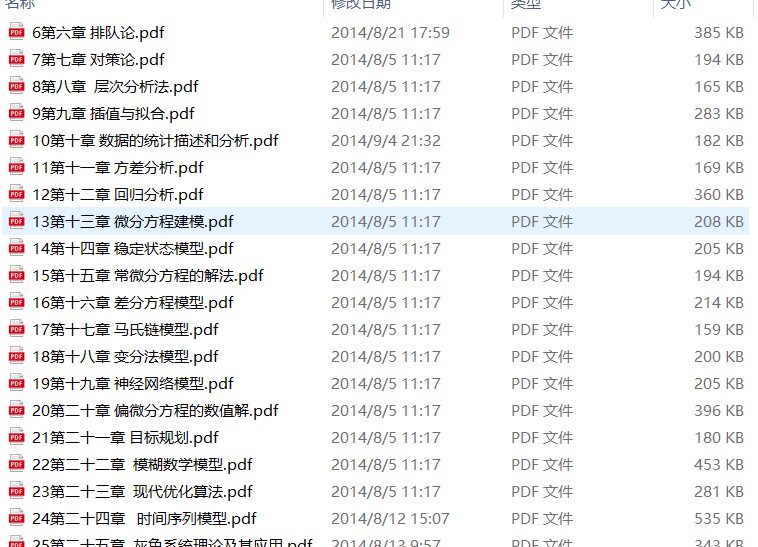 名称 修改日期 类型 大小
6第六章 排队论.pdf 2014/8/21 17:59 PDF 文件 385 KB
7第七章 对策论.pdf 2014/8/5 11:17 PDF 文件 194 KB
8第八章  层次分析法.pdf 2014/8/5 11:17 PDF 文件 165 KB
9第九章 插值与拟合.pdf 2014/8/5 11:17 PDF 文件 283 KB
10第十章 数据的统计描述和分析.pdf 2014/9/4 21:32 PDF 文件 182 KB
11第十一章 方差分析.pdf 2014/8/5 11:17 PDF 文件 169 KB
12第十二章 回归分析.pdf 2014/8/5 11:17 PDF 文件 360 KB
13第十三章 微分方程建模.pdf 2014/8/5 11:17 PDF 文件 208 KB
14第十四章 稳定状态模型.pdf 2014/8/5 11:17 PDF 文件 205 KB
15第十五章 常微分方程的解法.pdf 2014/8/5 11:17 PDF 文件 194 KB
16第十六章 差分方程模型.pdf 2014/8/5 11:17 PDF 文件 214 KB
17第十七章 马氏链模型.pdf 2014/8/5 11:17 PDF 文件 159 KB
18第十八章 变分法模型.pdf 2014/8/5 11:17 PDF 文件 200 KB
19第十九章 神经网络模型.pdf 2014/8/5 11:17 PDF 文件 205 KB
20第二十章 偏微分方程的数值解.pdf 2014/8/5 11:17 PDF 文件 396 KB
21第二十一章 目标规划.pdf 2014/8/5 11:17 PDF 文件 180 KB
22第二十二章  模糊数学模型.pdf 2014/8/5 11:17 PDF 文件 453 KB
23第二十三章  现代优化算法.pdf 2014/8/5 11:17 PDF 文件 281 KB
24第二十四章   时间序列模型.pdf 2014/8/12 15:07 PDF 文件 535 KB
25第二十五章  灰色系统理论及其应用.pdf 2014/8/13 9:57 PDF 文件 343 KB